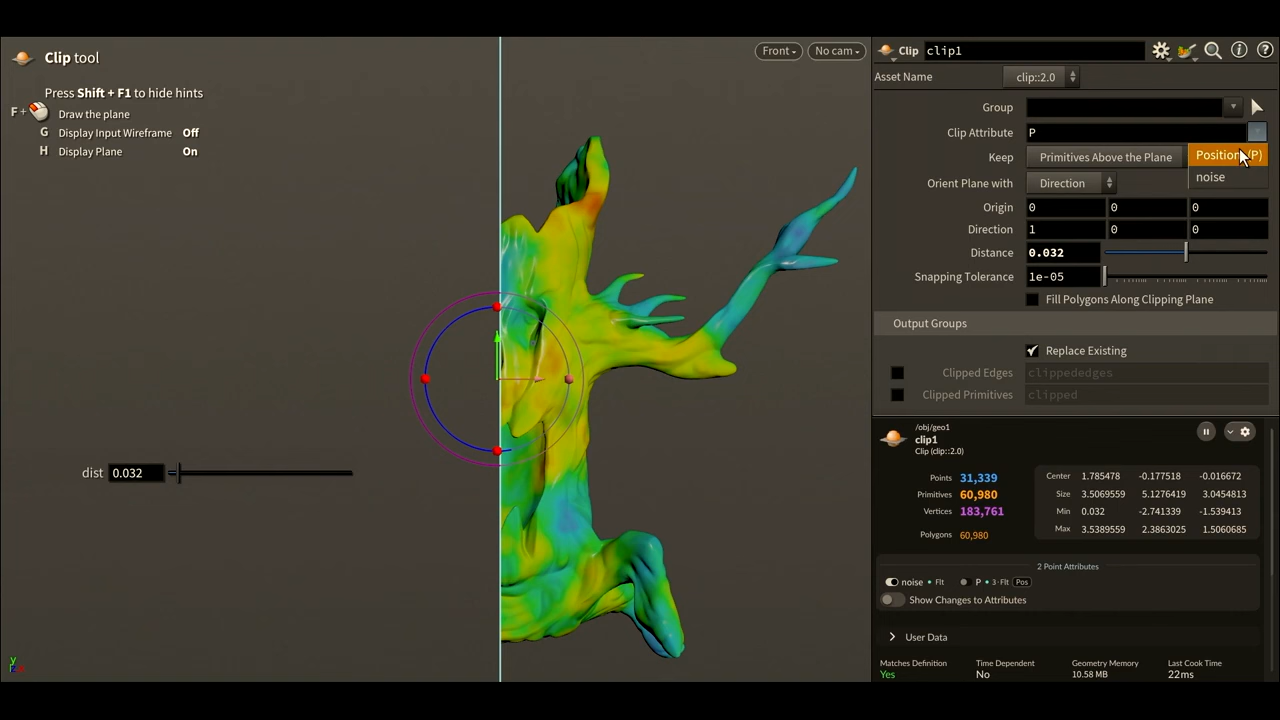 Clip tool
Press Shift + F1 to hide hints
F + Draw the plane
G Display Input Wireframe Off
H Display Plane On
Front
No cam
dist 0.032
y
Clip clip1
Asset Name clip::2.0
Group
Clip Attribute P
Position (P)
noise
Keep Primitives Above the Plane
Orient Plane with Direction
Origin 0 0 0
Direction 1 0 0
Distance 0.032
Snapping Tolerance 1e-05
Fill Polygons Along Clipping Plane
Output Groups
Replace Existing
Clipped Edges clippededges
Clipped Primitives clipped
/obj/geo1
clip1
Clip (clip::2.0)
Points 31,339
Primitives 60,980
Vertices 183,761
Polygons 60,980
Center 1.785478 -0.177518 -0.016672
Size 3.5069559 5.1276419 3.0454813
Min 0.032 -2.741339 -1.539413
Max 3.5389559 2.3863025 1.5060685
2 Point Attributes
noise • Flt P • 3-Flt Pos
Show Changes to Attributes
User Data
Matches Definition Time Dependent Geometry Memory Last Cook Time
Yes No 10.58 MB 22ms